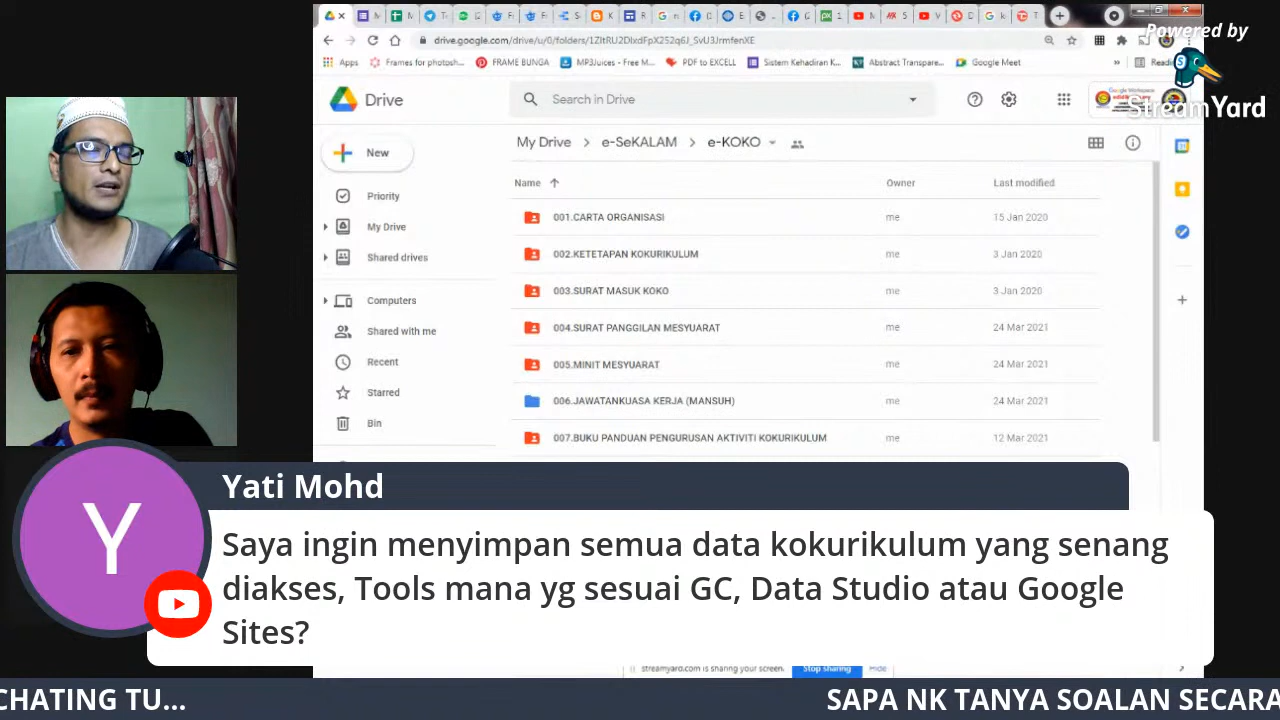 drive.google.com/drive/u/0/folders/1ZItRU2DlxdFpX252q6J_SvU3JrmfenXE
Powered by
StreamYard
Apps
Frames for photosh...
FRAME BUNGA
MP3Juices - Free M...
PDF to EXCELL
Sistem Kehadiran K...
Abstract Transpare...
Google Meet
Drive
Search in Drive
New
My Drive
e-SeKALAM
e-KOKO
Priority
My Drive
Shared drives
Computers
Shared with me
Recent
Starred
Bin
Name Owner Last modified
001.CARTA ORGANISASI me 15 Jan 2020
002.KETETAPAN KOKURIKULUM me 3 Jan 2020
003.SURAT MASUK KOKO me 3 Jan 2020
004.SURAT PANGGILAN MESYUARAT me 24 Mar 2021
005.MINIT MESYUARAT me 24 Mar 2021
006.JAWATANKUASA KERJA (MANSUH) me 24 Mar 2021
007.BUKU PANDUAN PENGURUSAN AKTIVITI KOKURIKULUM me 12 Mar 2021
Y
Yati Mohd
Saya ingin menyimpan semua data kokurikulum yang senang
diakses, Tools mana yg sesuai GC, Data Studio atau Google
Sites?
streamyard.com is sharing your screen.
Stop sharing
Hide
CHATING TU...
SAPA NK TANYA SOALAN SECARA